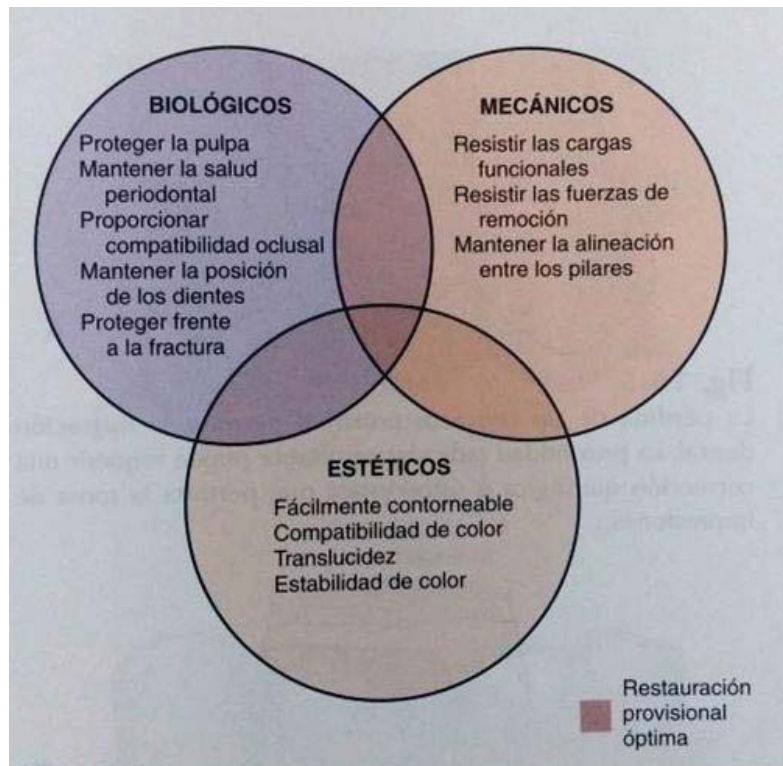 BIOLÓGICOS
Proteger la pulpa
Mantener la salud
periodontal
Proporcionar
compatibilidad oclusal
Mantener la posición
de los dientes
Proteger frente
a la fractura
MECÁNICOS
Resistir las cargas
funcionales
Resistir las fuerzas de
remoción
Mantener la alineación
entre los pilares
ESTÉTICOS
Fácilmente contorneable
Compatibilidad de color
Translucidez
Estabilidad de color
Restauración
provisional
óptima